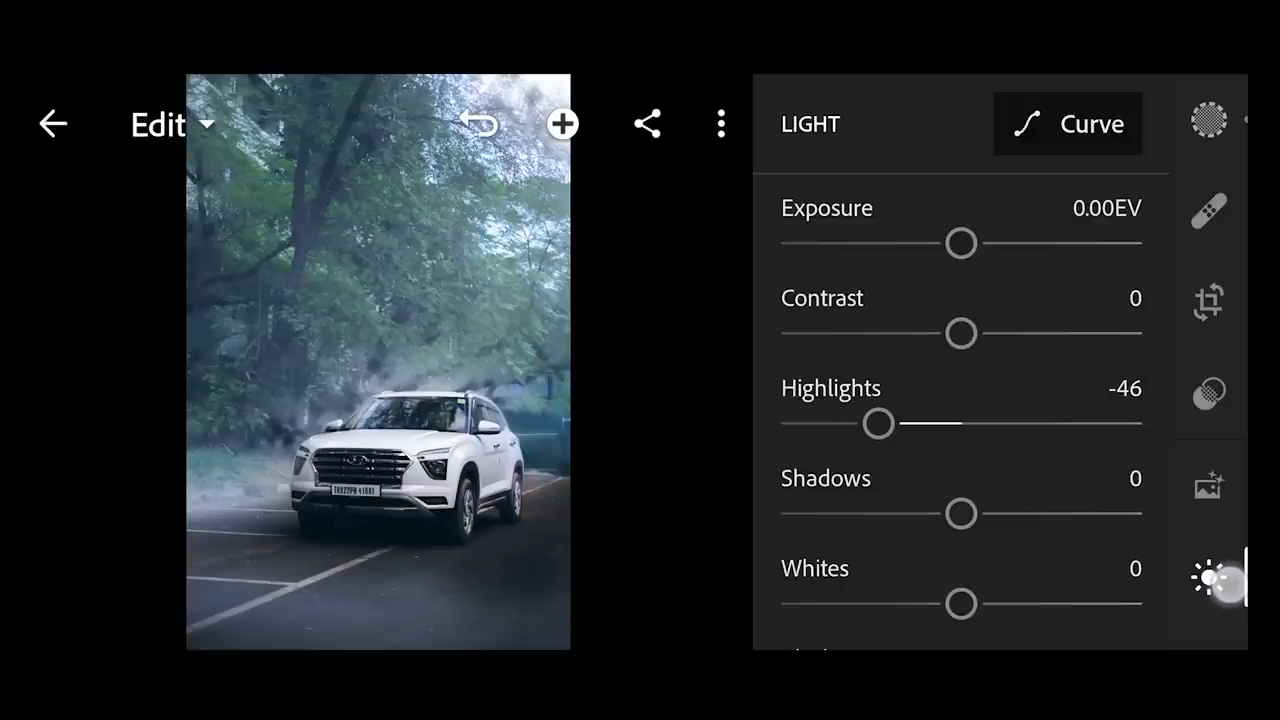 Edit
LIGHT
Curve
Exposure 0.00EV
Contrast 0
Highlights -46
Shadows 0
Whites 0